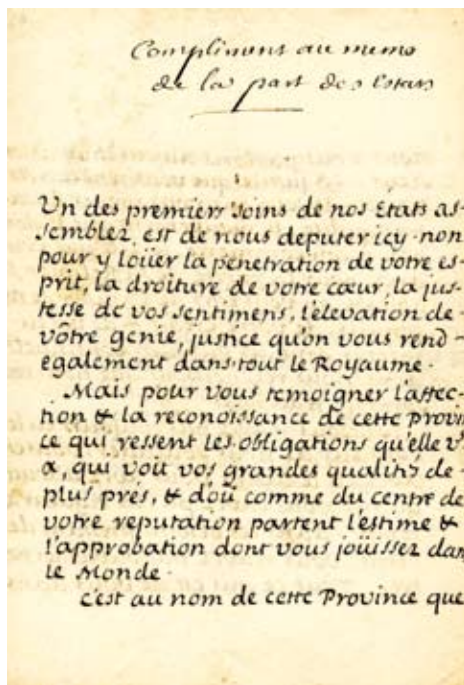 Compliment au meme
de la part des Estats
Un des premiers soins de nos Etats as-
semblez est de nous deputer icy non
pour y loüer la penetration de votre es-
prit, la droiture de votre cœur, la jus-
tesse de vos sentimens, l'elevation de
vôtre genie, justice qu'on vous rend
egalement dans tout le Royaume.
Mais pour vous temoigner l'affec-
tion & la reconoissance de cette Provin
ce qui ressent les obligations qu'elle v
a, qui voit vos grandes qualités de
plus prés, & d'où comme du centre de
votre reputation partent l'estime &
l'approbation dont vous joüissez dan
le Monde.
c'est au nom de cette Province que